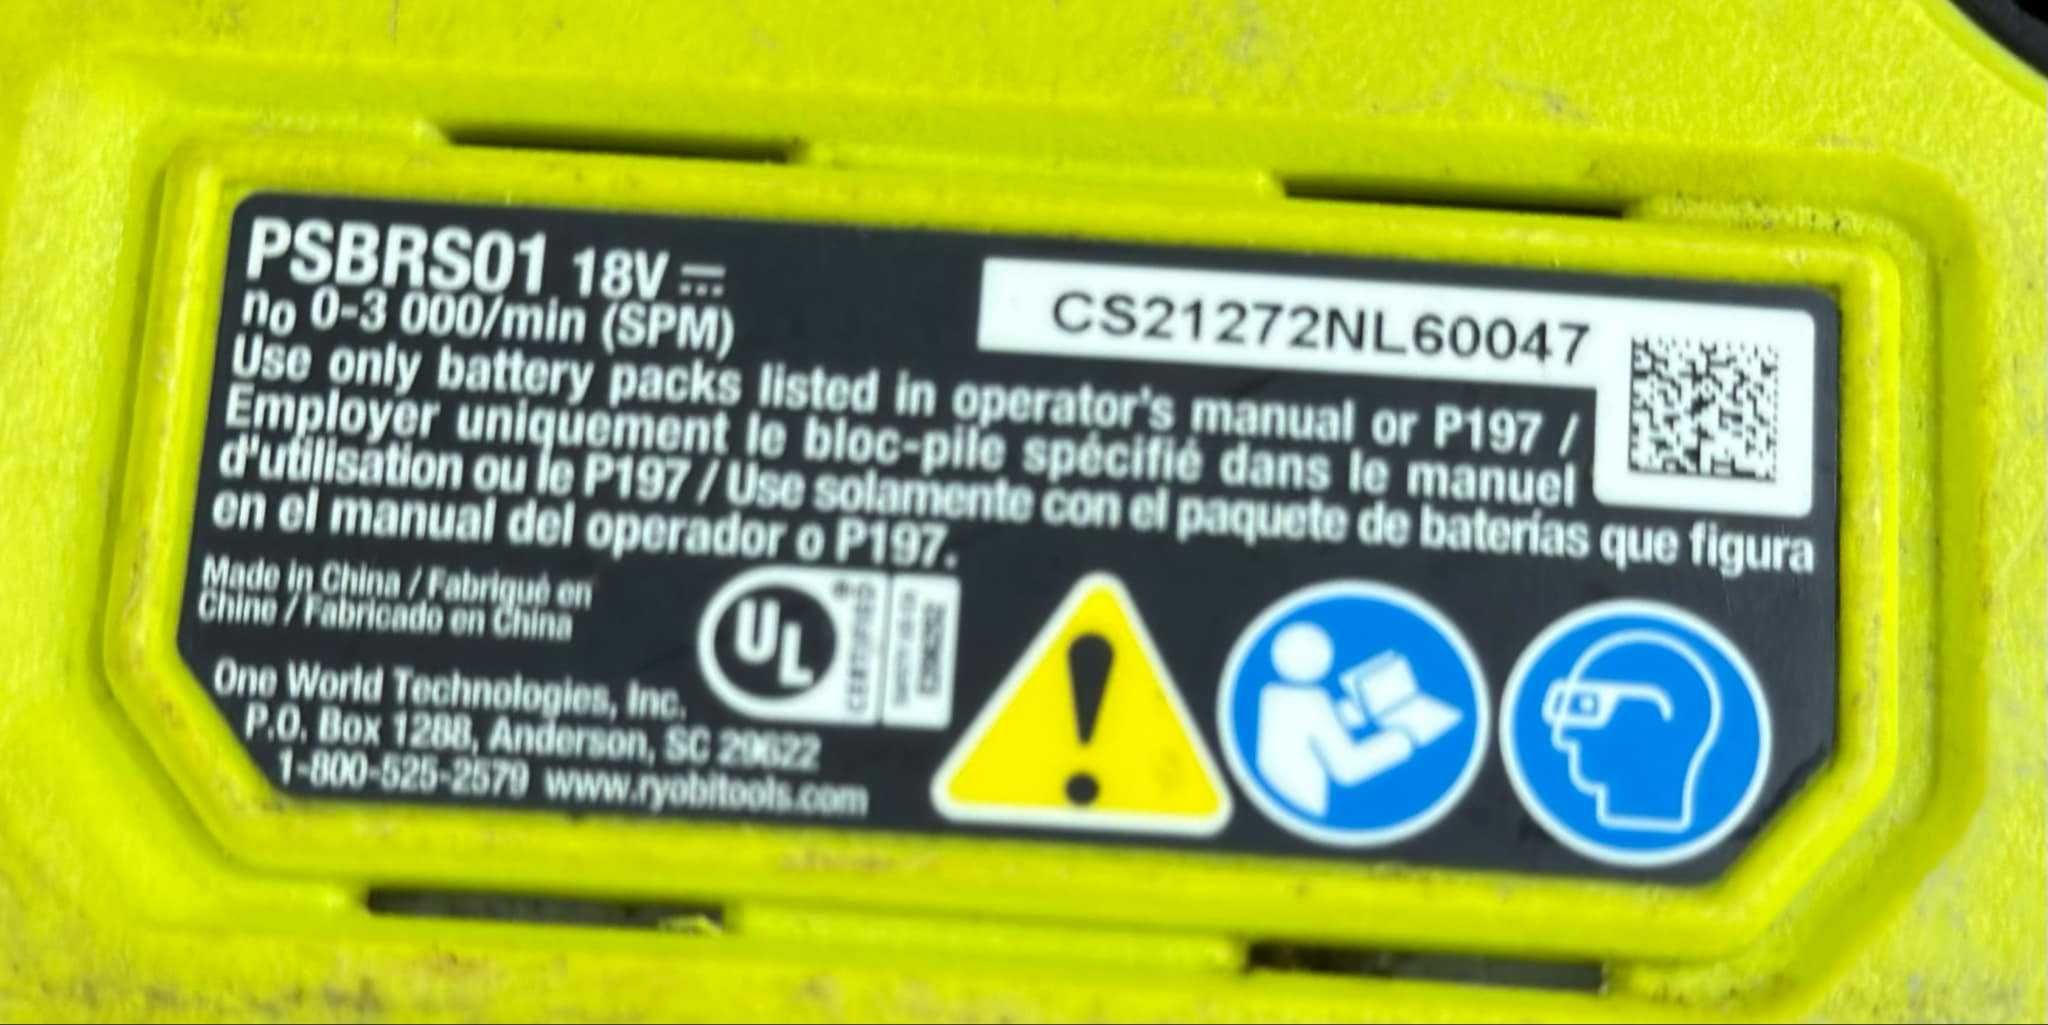 PSBRS01 18V
CS21272NL60047
no 0-3 000/min (SPM)
Use only battery packs listed in operator's manual or P197 /
Employer uniquement le bloc-pile spécifié dans le manuel
d'utilisation ou le P197 / Use solamente con el paquete de baterías que figura
en el manual del operador o P197.
Made in China / Fabriqué en
Chine / Fabricado en China
UL
CERTIFIED
One World Technologies, Inc.
P.O. Box 1288, Anderson, SC 29622
1-800-525-2579 www.ryobitools.com